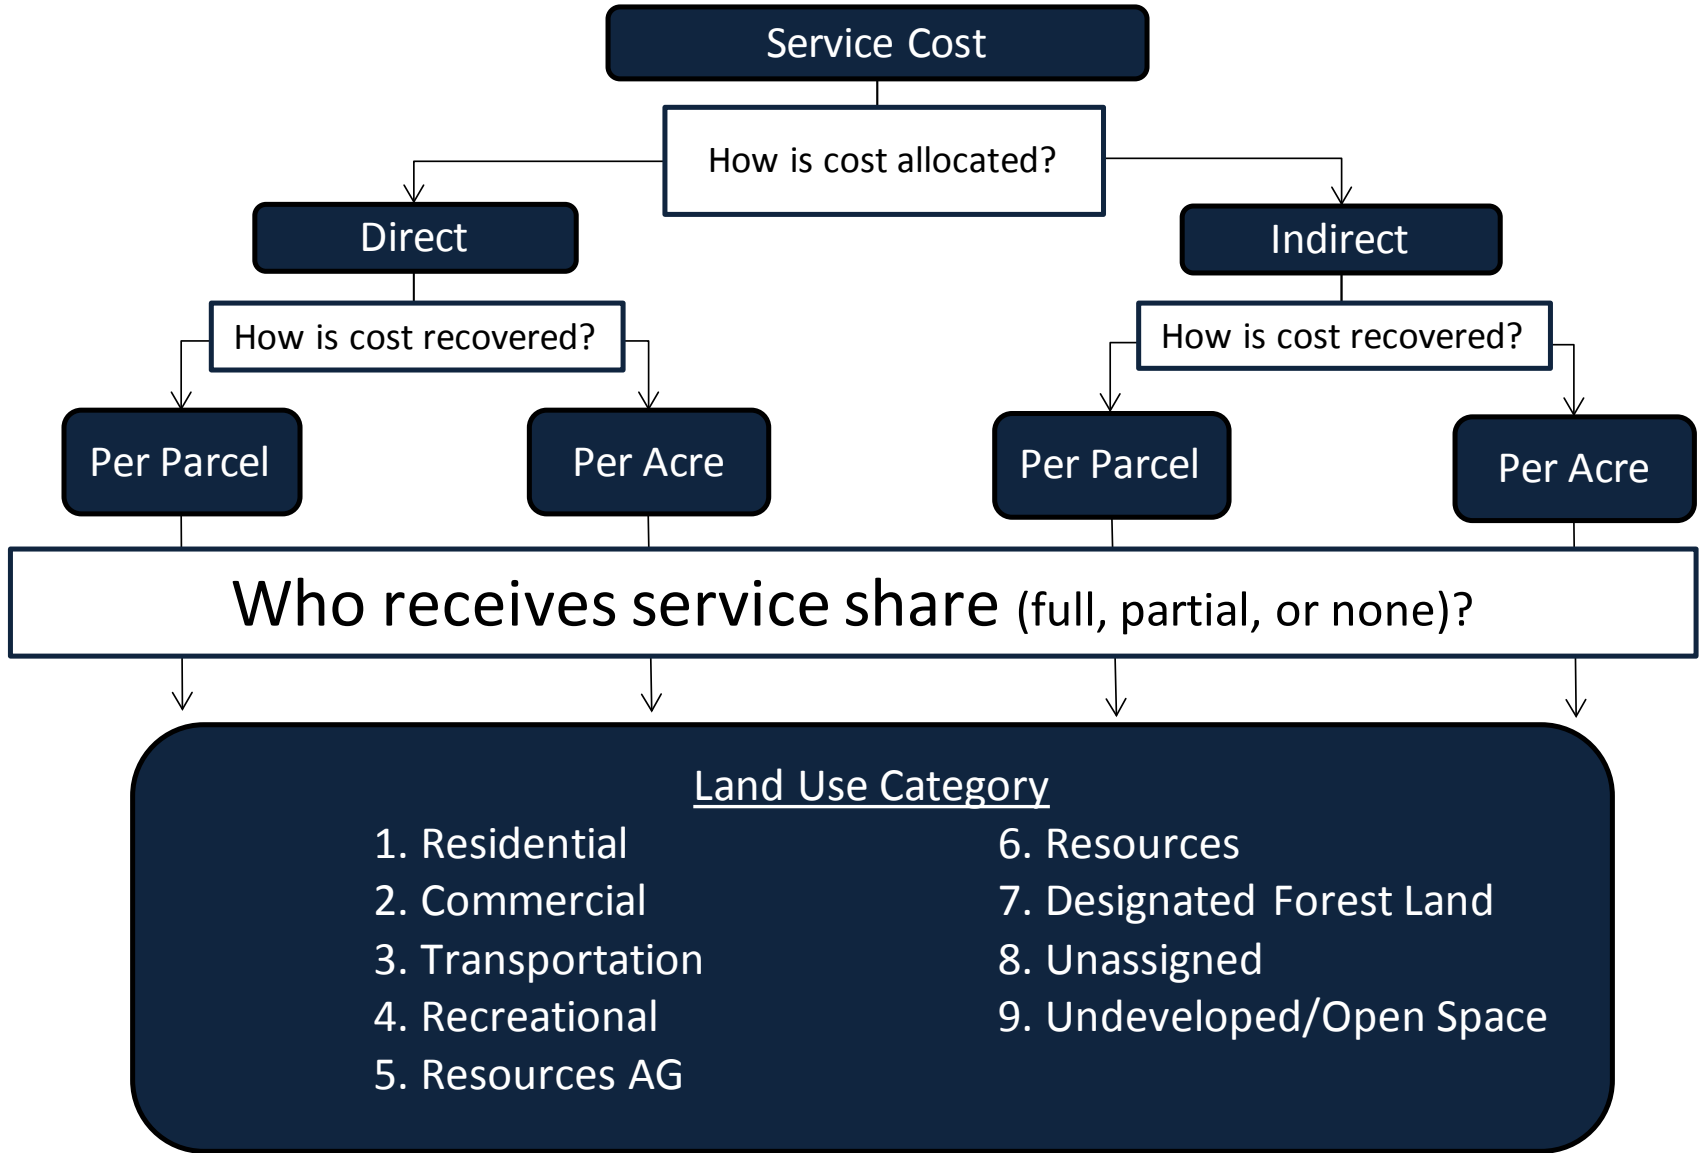 Service Cost
How is cost allocated?
Direct
Indirect
How is cost recovered?
How is cost recovered?
Per Parcel
Per Acre
Per Parcel
Per Acre
Who receives service share (full, partial, or none)?
Land Use Category
1. Residential
2. Commercial
3. Transportation
4. Recreational
5. Resources AG
6. Resources
7. Designated Forest Land
8. Unassigned
9. Undeveloped/Open Space